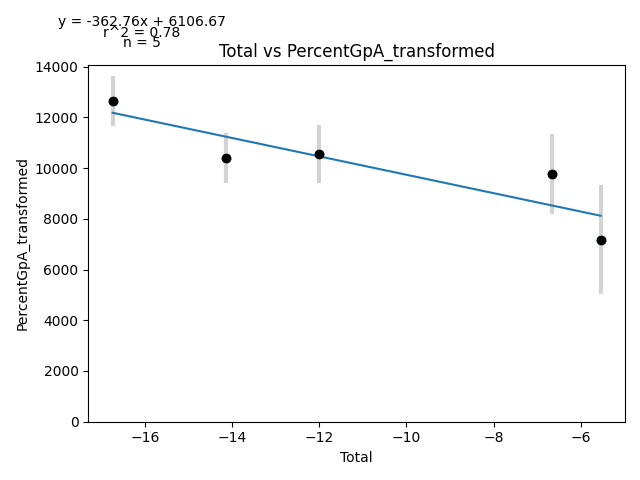 y = -362.76x + 6106.67
r^2 = 0.78
n = 5
Total vs PercentGpA_transformed
14000
12000
10000
8000
6000
4000
2000
0
PercentGpA_transformed
−16
−14
−12
−10
−8
−6
Total